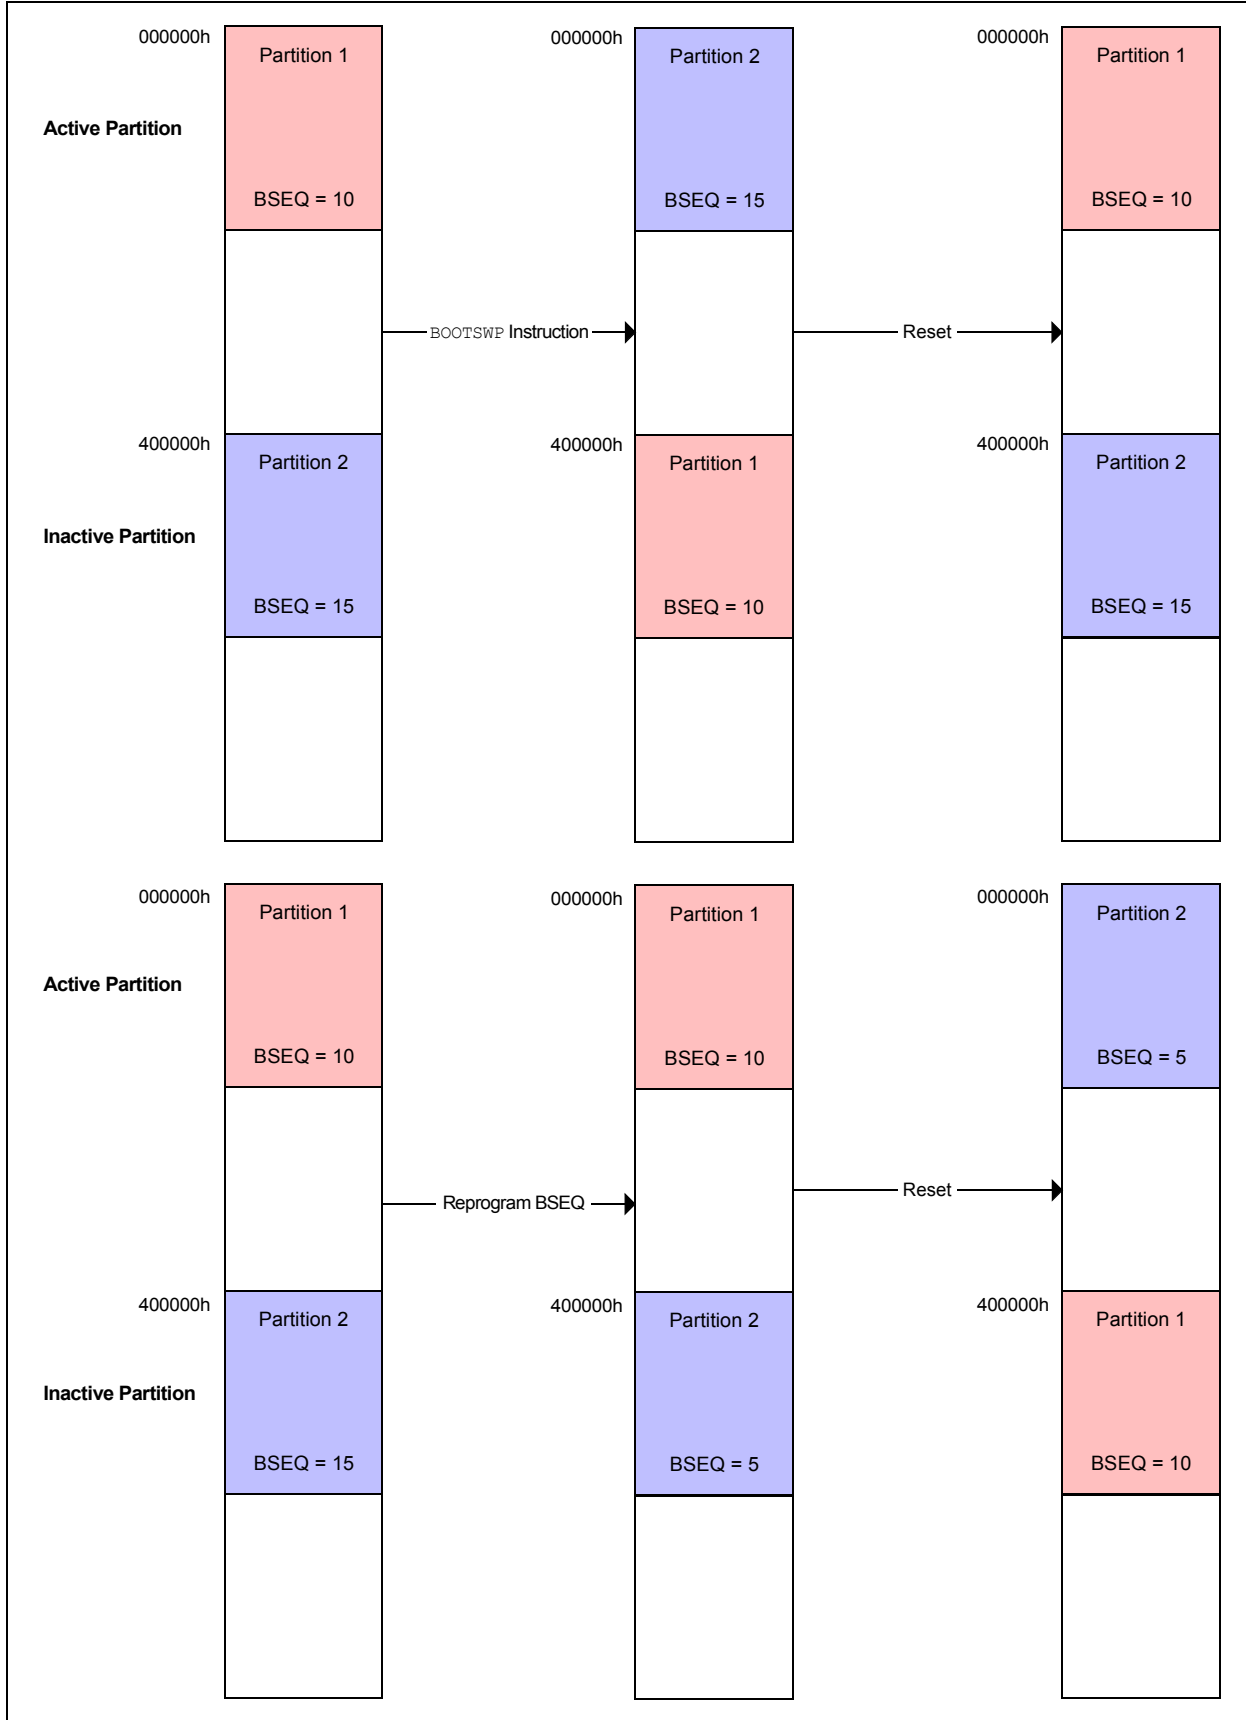 000000h
000000h
000000h
Partition 1
Partition 2
Partition 1
Active Partition
BSEQ = 10
BSEQ = 15
BSEQ = 10
BOOTSWP Instruction
Reset
400000h
400000h
400000h
Partition 2
Partition 1
Partition 2
Inactive Partition
BSEQ = 15
BSEQ = 10
BSEQ = 15
000000h
000000h
000000h
Partition 1
Partition 1
Partition 2
Active Partition
BSEQ = 10
BSEQ = 10
BSEQ = 5
Reprogram BSEQ
Reset
400000h
400000h
400000h
Partition 2
Partition 2
Partition 1
Inactive Partition
BSEQ = 15
BSEQ = 5
BSEQ = 10